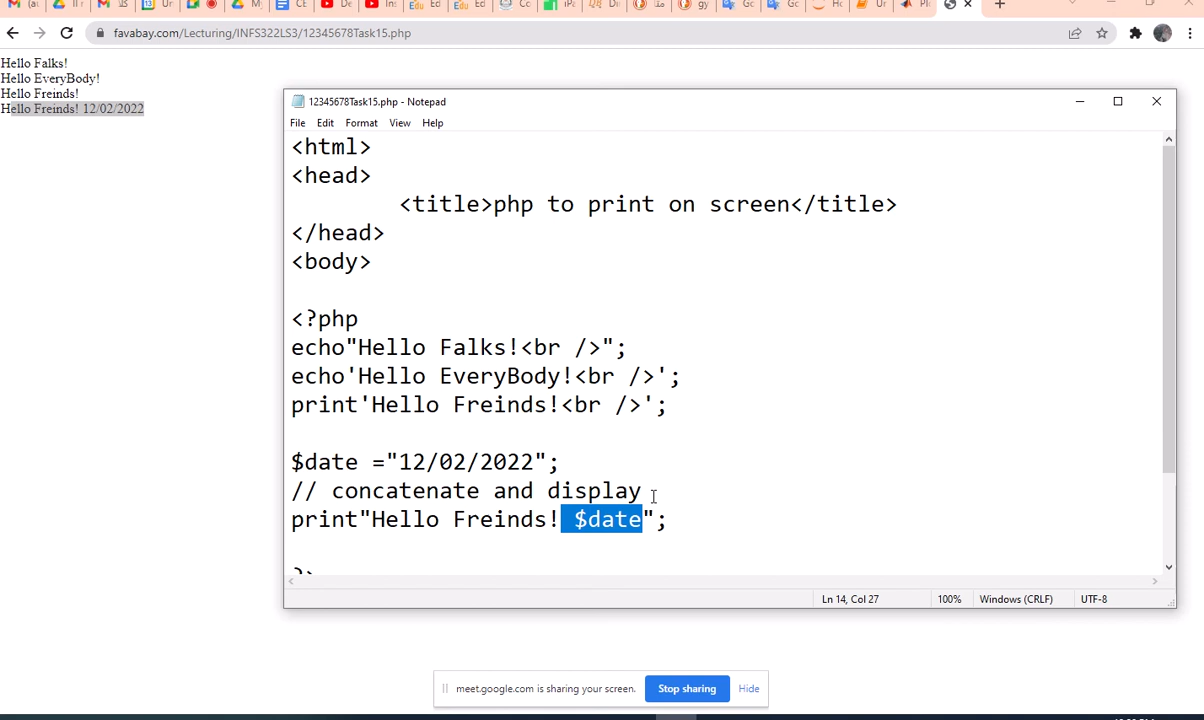 favabay.com/Lecturing/INFS322LS3/12345678Task15.php
Hello Falks!
Hello EveryBody!
Hello Freinds!
Hello Freinds! 12/02/2022
12345678Task15.php - Notepad
File Edit Format View Help
<html>
<head>
<title>php to print on screen</title>
</head>
<body>
<?php
echo"Hello Falks!<br />";
echo'Hello EveryBody!<br />';
print'Hello Freinds!<br />';
$date ="12/02/2022";
// concatenate and display
print"Hello Freinds! $date";
?>
Ln 14, Col 27 100% Windows (CRLF) UTF-8
meet.google.com is sharing your screen. Stop sharing Hide